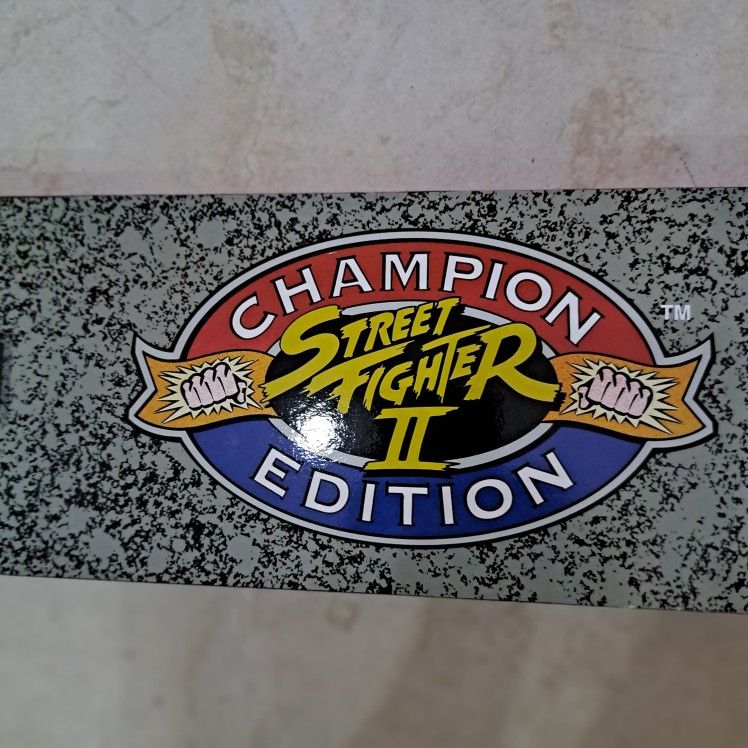 CHAMPION
TM
STREET
FIGHTER
II
EDITION